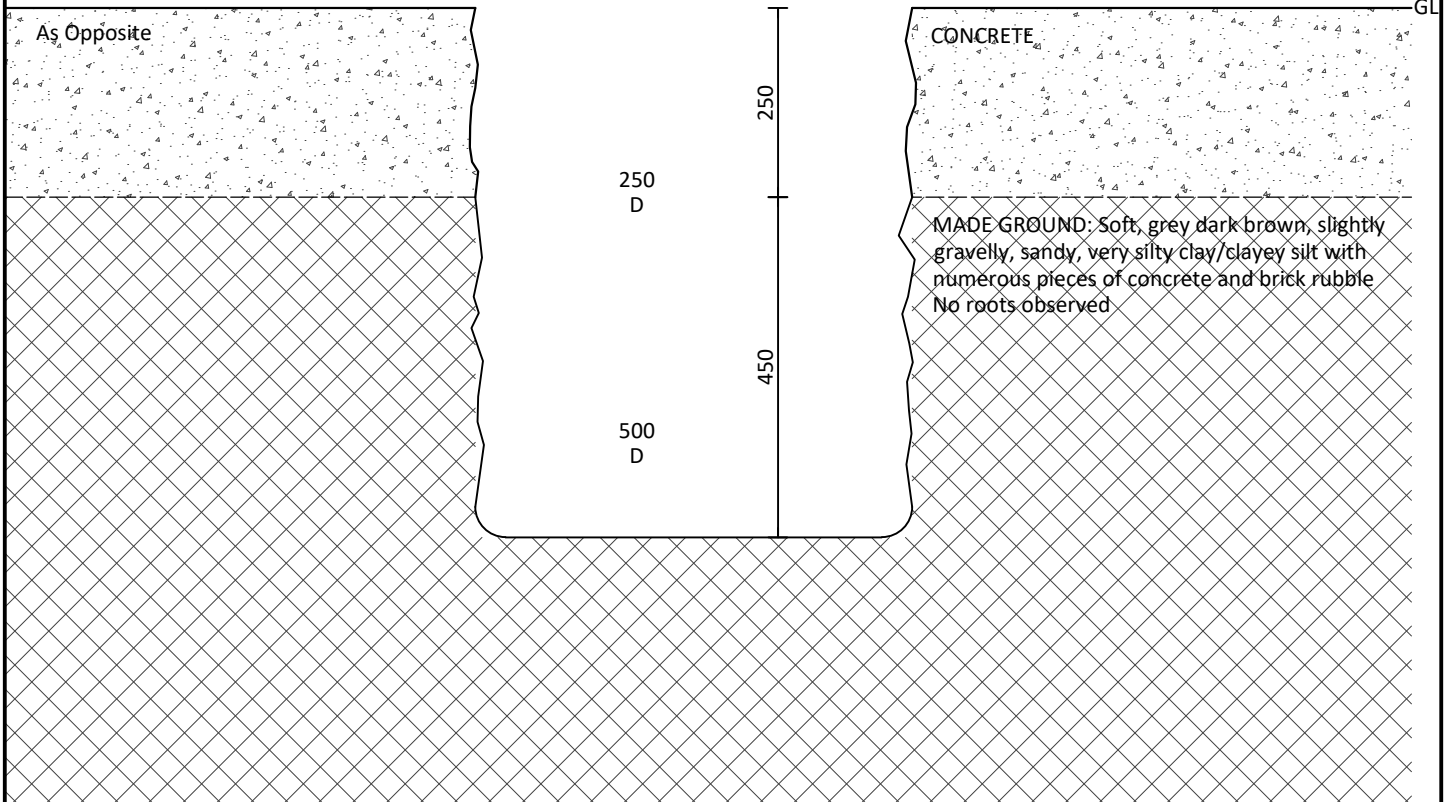 GL
As Opposite
CONCRETE
250
250
D
MADE GROUND: Soft, grey dark brown, slightly
gravelly, sandy, very silty clay/clayey silt with
numerous pieces of concrete and brick rubble
No roots observed
450
500
D